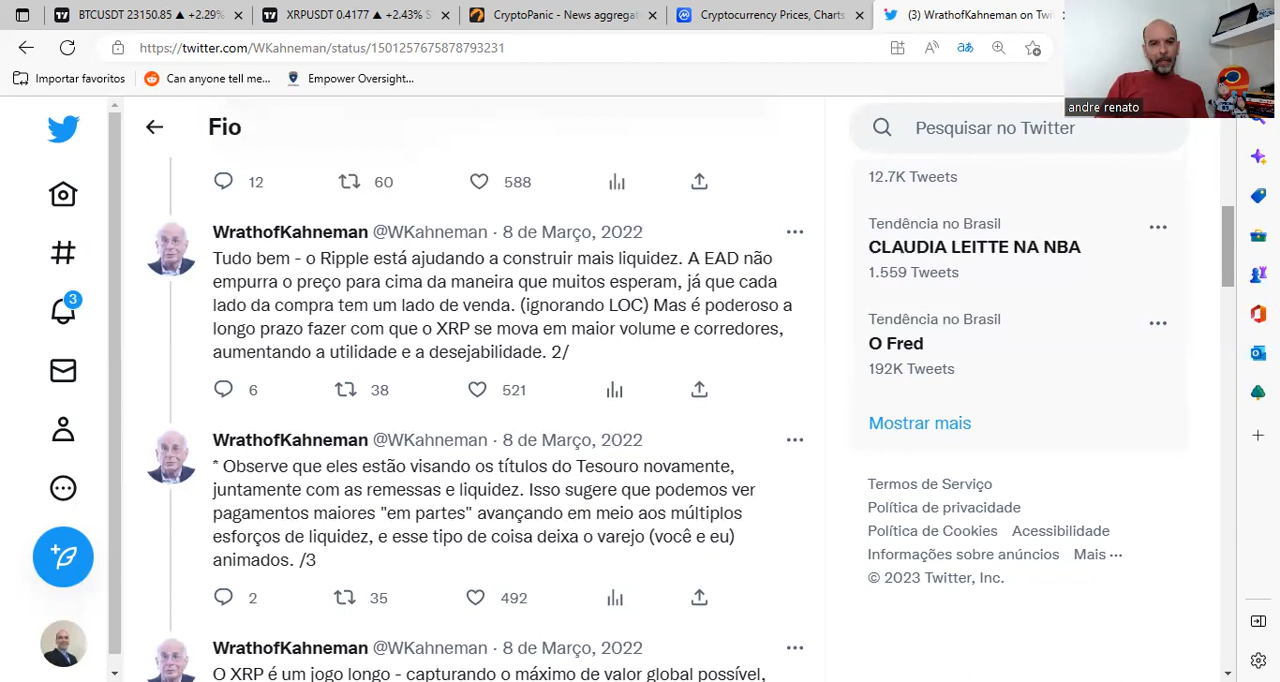 BTCUSDT 23150.85 ▲ +2.29%
XRPUSDT 0.4177 ▲ +2.43% S
CryptoPanic - News aggregat
Cryptocurrency Prices, Charts
(3) WrathofKahneman on Twi
https://twitter.com/WKahneman/status/1501257675878793231
Importar favoritos
Can anyone tell me...
Empower Oversight...
andre renato
Fio
Pesquisar no Twitter
12
60
588
WrathofKahneman @WKahneman · 8 de Março, 2022
Tudo bem - o Ripple está ajudando a construir mais liquidez. A EAD não
empurra o preço para cima da maneira que muitos esperam, já que cada
lado da compra tem um lado de venda. (ignorando LOC) Mas é poderoso a
longo prazo fazer com que o XRP se mova em maior volume e corredores,
aumentando a utilidade e a desejabilidade. 2/
6
38
521
WrathofKahneman @WKahneman · 8 de Março, 2022
* Observe que eles estão visando os títulos do Tesouro novamente,
juntamente com as remessas e liquidez. Isso sugere que podemos ver
pagamentos maiores "em partes" avançando em meio aos múltiplos
esforços de liquidez, e esse tipo de coisa deixa o varejo (você e eu)
animados. /3
2
35
492
WrathofKahneman @WKahneman · 8 de Março, 2022
O XRP é um jogo longo - capturando o máximo de valor global possível,
12.7K Tweets
Tendência no Brasil
CLAUDIA LEITTE NA NBA
1.559 Tweets
Tendência no Brasil
O Fred
192K Tweets
Mostrar mais
Termos de Serviço
Política de privacidade
Política de Cookies Acessibilidade
Informações sobre anúncios Mais ···
© 2023 Twitter, Inc.
3